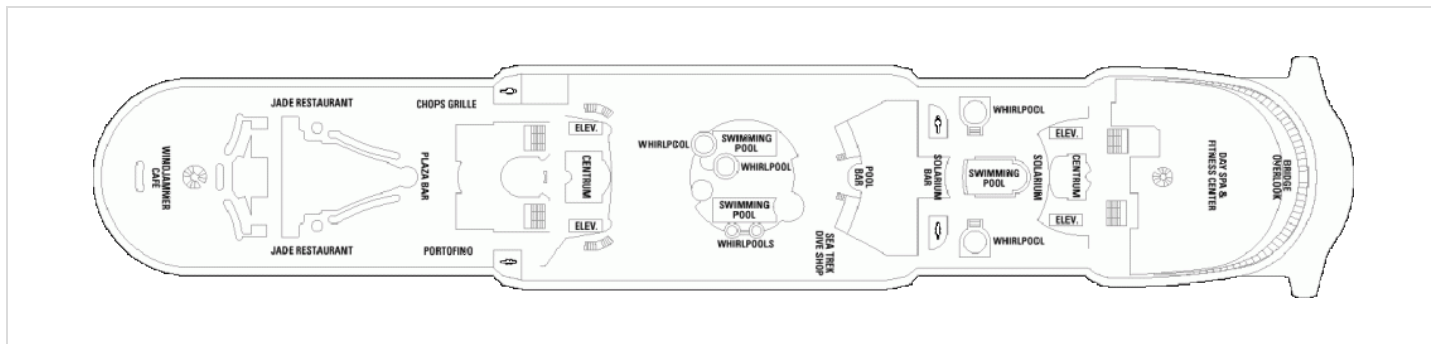 JADE RESTAURANT
CHOPS GRILLE
WINDJAMMER
CAFE
PLAZA BAR
JADE RESTAURANT
PORTOFINO
ELEV.
CENTRUM
ELEV.
WHIRLPOOL
SWIMMING
POOL
WHIRLPOOL
SWIMMING
POOL
WHIRLPOOLS
SEA TREK
DIVE SHOP
POOL
BAR
SOLARIUM
BAR
WHIRLPOOL
SWIMMING
POOL
WHIRLPOOL
SOLARIUM
ELEV.
CENTRUM
ELEV.
DAY SPA &
FITNESS CENTER
BRIDGE
OVERLOOK